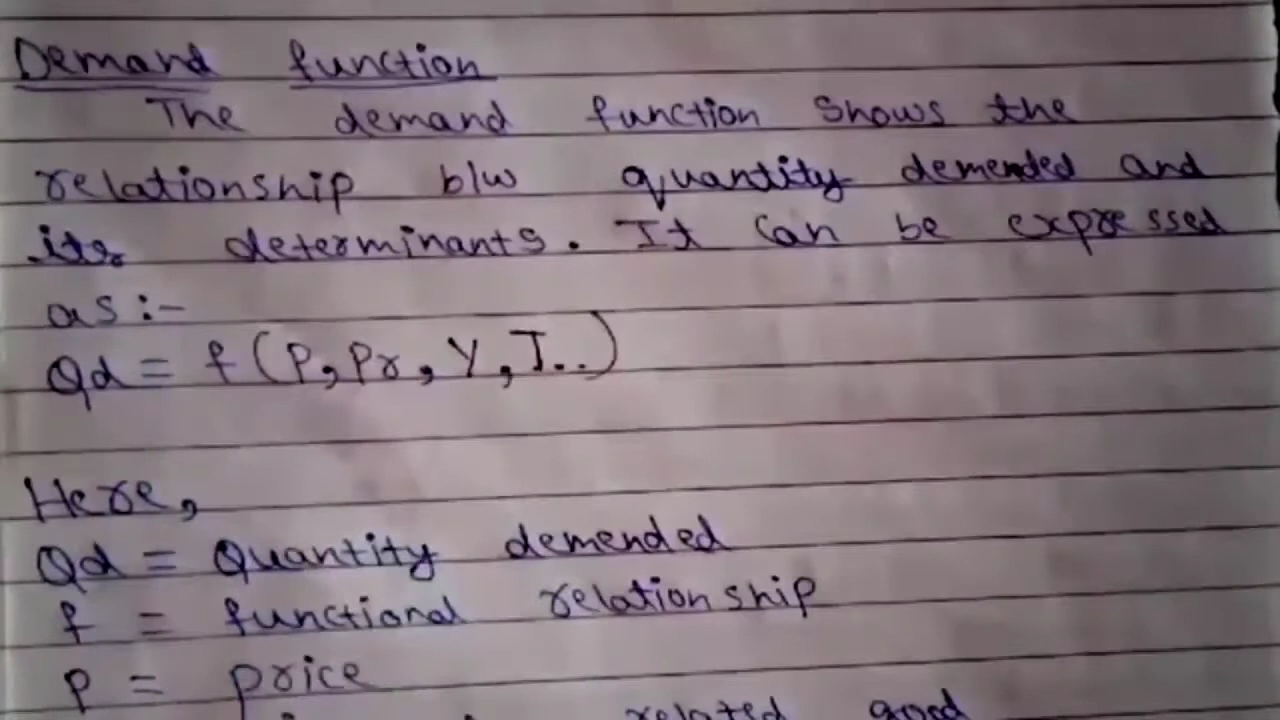 Demand function
The demand function shows the
relationship b/w quantity demended and
its determinants. It can be expressed
as :-
Qd = f (P, Pr, Y, T..)
Here,
Qd = Quantity demended
f = functional relationship
P = price
related good